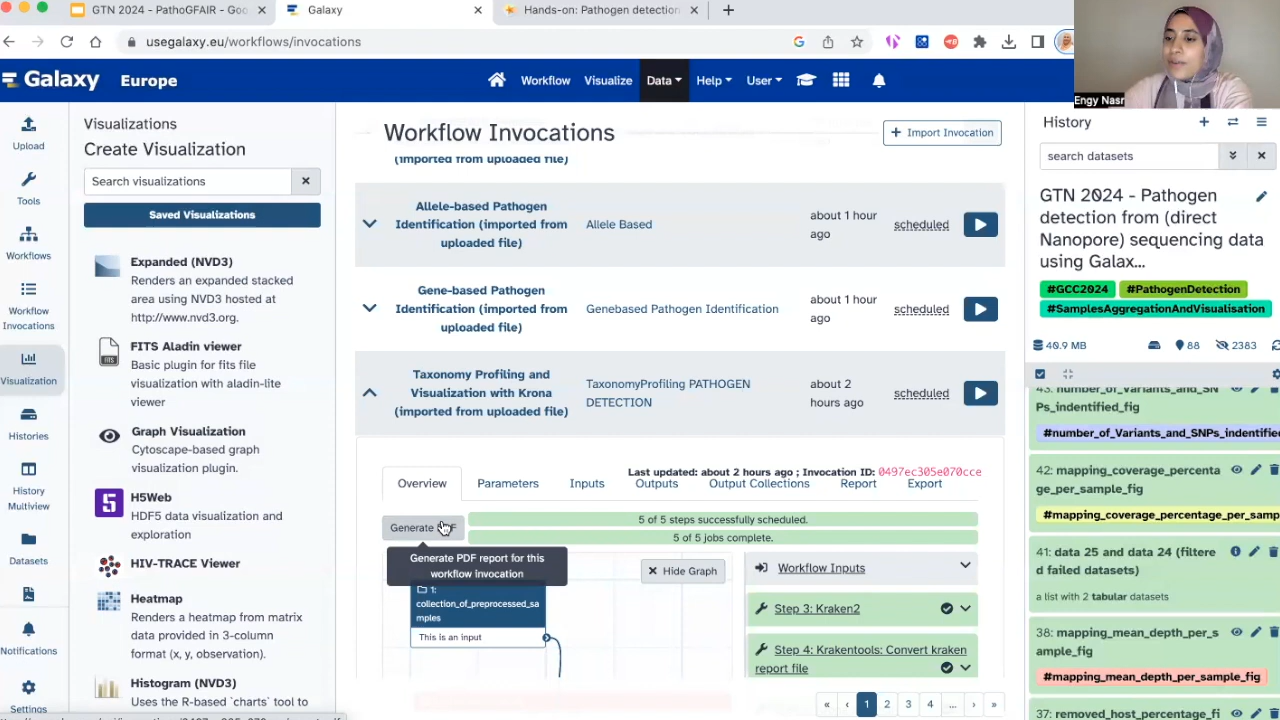 GTN 2024 - PathoGFAIR - Goo
Galaxy
Hands-on: Pathogen detection
usegalaxy.eu/workflows/invocations
Engy Nasr
Galaxy
Europe
Workflow
Visualize
Data
Help
User
Upload
Tools
Workflows
Workflow
Invocations
Visualization
Histories
History
Multiview
Datasets
Notifications
Settings
Visualizations
Create Visualization
Search visualizations
Saved Visualizations
Expanded (NVD3)
Renders an expanded stacked
area using NVD3 hosted at
http://www.nvd3.org.
FITS Aladin viewer
Basic plugin for fits file
visualization with aladin-lite
viewer
Graph Visualization
Cytoscape-based graph
visualization plugin.
H5Web
HDF5 data visualization and
exploration
HIV-TRACE Viewer
Heatmap
Renders a heatmap from matrix
data provided in 3-column
format (x, y, observation).
Histogram (NVD3)
Uses the R-based `charts` tool to
Workflow Invocations
+ Import Invocation
(imported from uploaded file)
Allele-based Pathogen
Identification (imported from
uploaded file)
Allele Based
about 1 hour
ago
scheduled
Gene-based Pathogen
Identification (imported from
uploaded file)
Genebased Pathogen Identification
about 1 hour
ago
scheduled
Taxonomy Profiling and
Visualization with Krona
(imported from uploaded file)
TaxonomyProfiling PATHOGEN
DETECTION
about 2
hours ago
scheduled
Last updated: about 2 hours ago ; Invocation ID: 0497ec305e070cce
Overview
Parameters
Inputs
Outputs
Output Collections
Report
Export
Generate
5 of 5 steps successfully scheduled.
5 of 5 jobs complete.
Generate PDF report for this
workflow invocation
Hide Graph
1:
collection_of_preprocessed_sa
mples
This is an input
Workflow Inputs
Step 3: Kraken2
Step 4: Krakentools: Convert kraken
report file
« ‹ 1 2 3 4 ... › »
History
search datasets
GTN 2024 - Pathogen
detection from (direct
Nanopore) sequencing data
using Galax...
#GCC2024
#PathogenDetection
#SamplesAggregationAndVisualisation
40.9 MB
88
2383
43: number_of_Variants_and_SN
Ps_indentified_fig
#number_of_Variants_and_SNPs_indentifie
42: mapping_coverage_percenta
ge_per_sample_fig
#mapping_coverage_percentage_per_samp
41: data 25 and data 24 (filtere
d failed datasets)
a list with 2 tabular datasets
38: mapping_mean_depth_per_s
ample_fig
#mapping_mean_depth_per_sample_fig
37: removed_host_percentage_fi